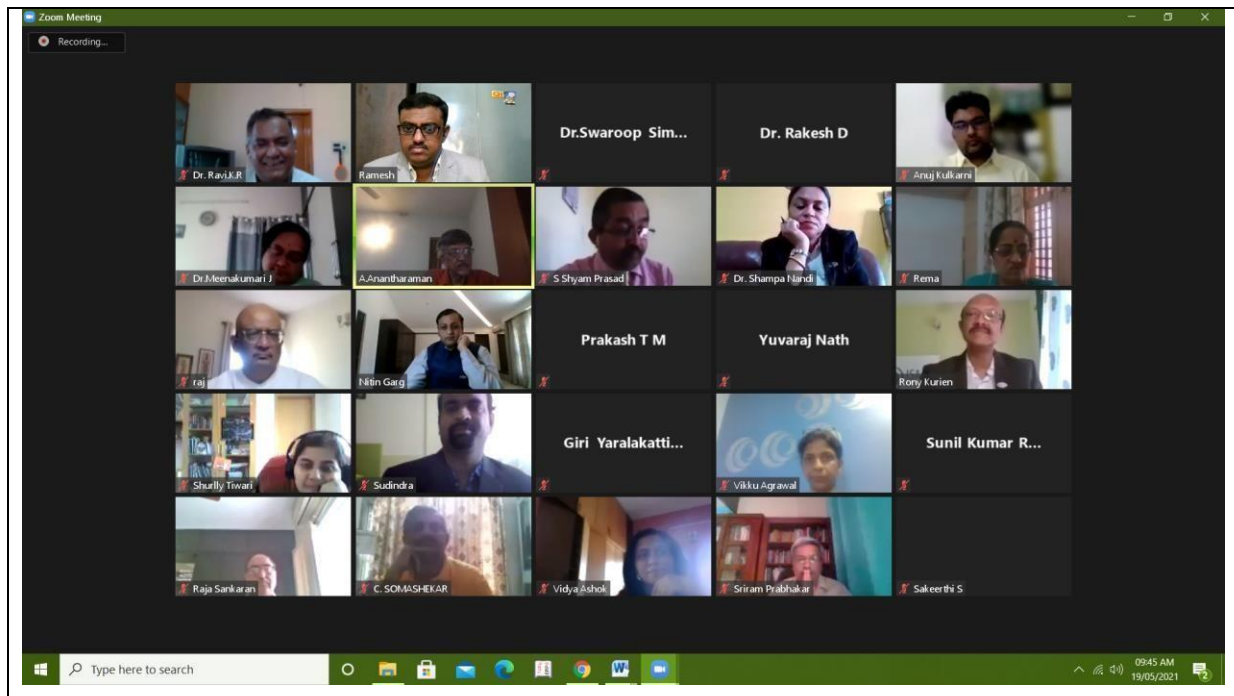 Zoom Meeting
Recording...
Dr. Ravi.K.R
Ramesh
Dr.Swaroop Sim...
Dr. Rakesh D
Anuj Kulkarni
Dr.Meenakumari J
A.Anantharaman
S Shyam Prasad
Dr. Shampa Nandi
Rema
raj
Nitin Garg
Prakash T M
Yuvaraj Nath
Rony Kurien
Shurlly Tiwari
Sudindra
Giri Yaralakatti...
Vikku Agrawal
Sunil Kumar R...
Raja Sankaran
C. SOMASHEKAR
Vidya Ashok
Sriram Prabhakar
Sakeerthi S
Type here to search
09:45 AM
19/05/2021